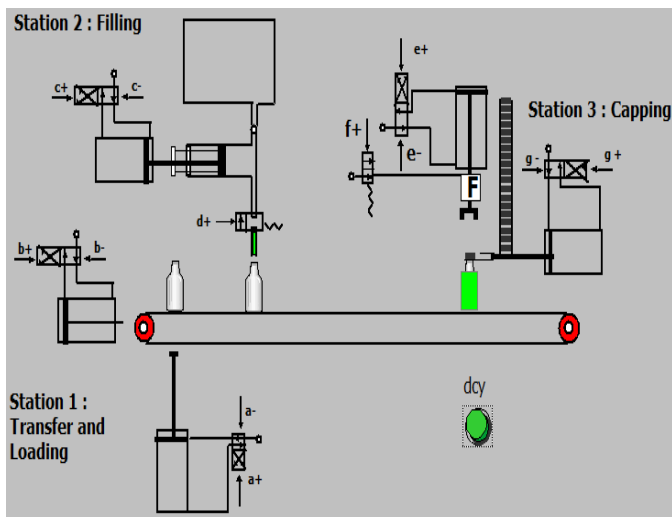 Station 2 : Filling
c+ c-
e+
f+
e-
F
Station 3 : Capping
g - g +
d+
b+ b-
Station 1 :
Transfer and
Loading
a-
a+
dcy